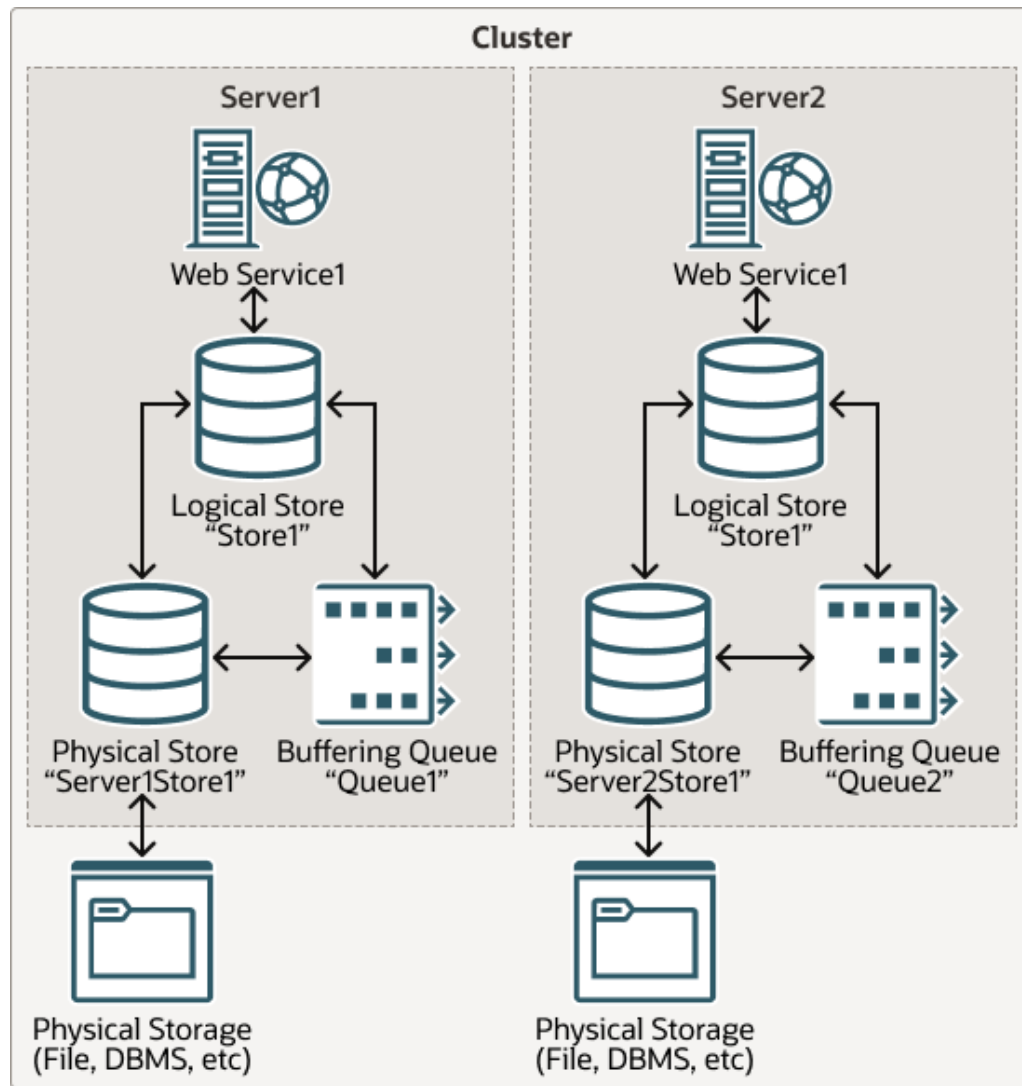 Cluster
Server1
Web Service1
Logical Store
“Store1”
Physical Store
“Server1Store1”
Buffering Queue
“Queue1”
Physical Storage
(File, DBMS, etc)
Server2
Web Service1
Logical Store
“Store1”
Physical Store
“Server2Store1”
Buffering Queue
“Queue2”
Physical Storage
(File, DBMS, etc)